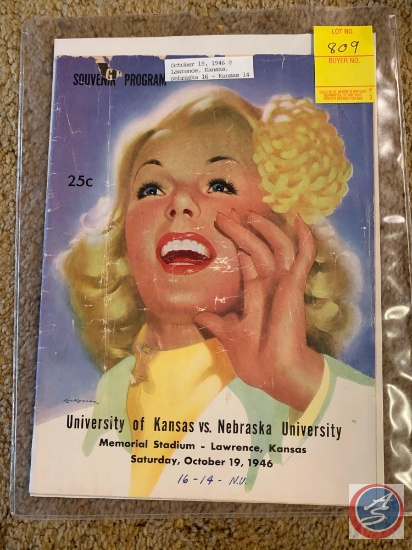 LOT NO.
809
BUYER NO.
October 19, 1946 @
Lawrence, Kansas.
Nebraska 16 - Kansas 14
SOUVENIR PROGRAM
25c
University of Kansas vs. Nebraska University
Memorial Stadium - Lawrence, Kansas
Saturday, October 19, 1946
16-14- N.U.
AS